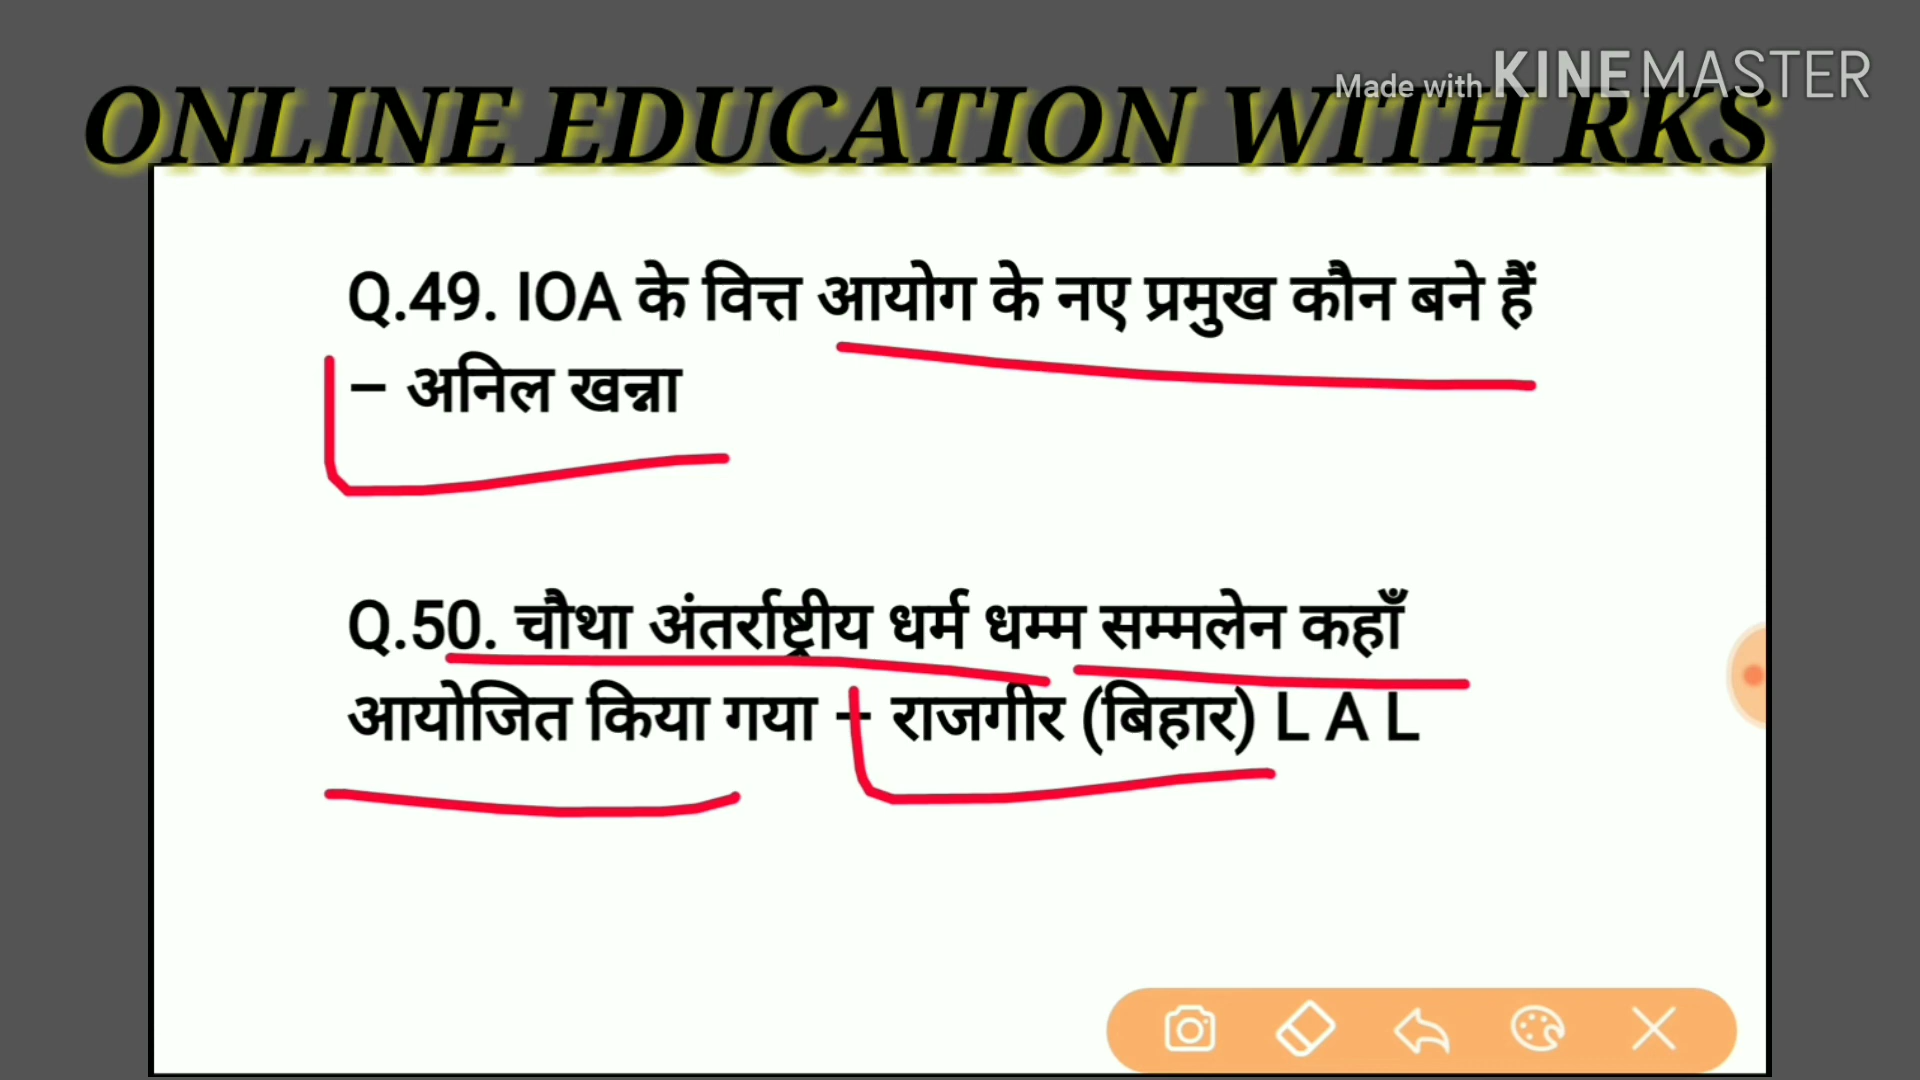 Made with KINEMASTER
ONLINE EDUCATION WITH RKS
Q.49. IOA के वित्त आयोग के नए प्रमुख कौन बने हैं
– अनिल खन्ना
Q.50. चौथा अंतर्राष्ट्रीय धर्म धम्म सम्मलेन कहाँ
आयोजित किया गया – राजगीर (बिहार) L A L